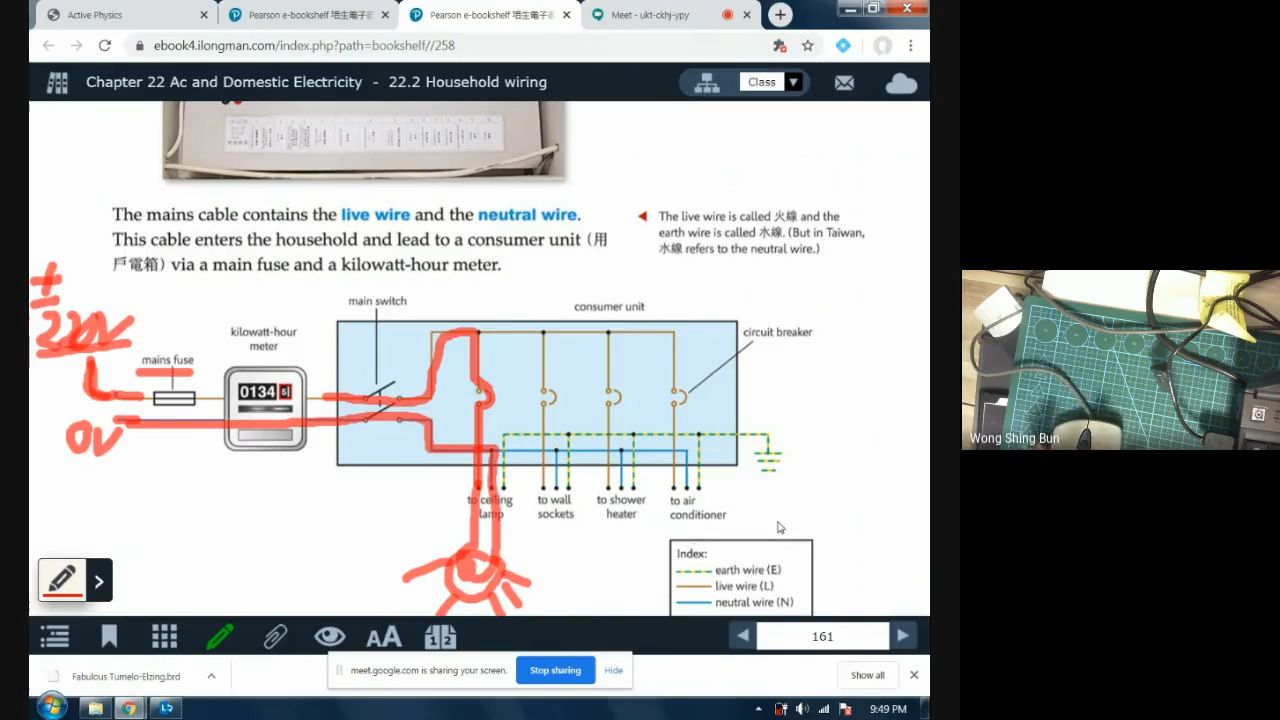 Active Physics
Pearson e-bookshelf 培生電子
Pearson e-bookshelf 培生電子
Meet - ukt-ckhj-ypy
ebook4.ilongman.com/index.php?path=bookshelf//258
Chapter 22 Ac and Domestic Electricity - 22.2 Household wiring
Class
The mains cable contains the live wire and the neutral wire.
This cable enters the household and lead to a consumer unit (用
戶電箱) via a main fuse and a kilowatt-hour meter.
The live wire is called 火線 and the
earth wire is called 水線. (But in Taiwan,
水線 refers to the neutral wire.)
±
220V
0V
main switch
consumer unit
kilowatt-hour
meter
circuit breaker
mains fuse
0134 5
to ceiling
lamp
to wall
sockets
to shower
heater
to air
conditioner
Index:
earth wire (E)
live wire (L)
neutral wire (N)
Wong Shing Bun
AA
1 2
161
Fabulous Tumelo-Elzing.brd
meet.google.com is sharing your screen.
Stop sharing
Hide
Show all
9:49 PM